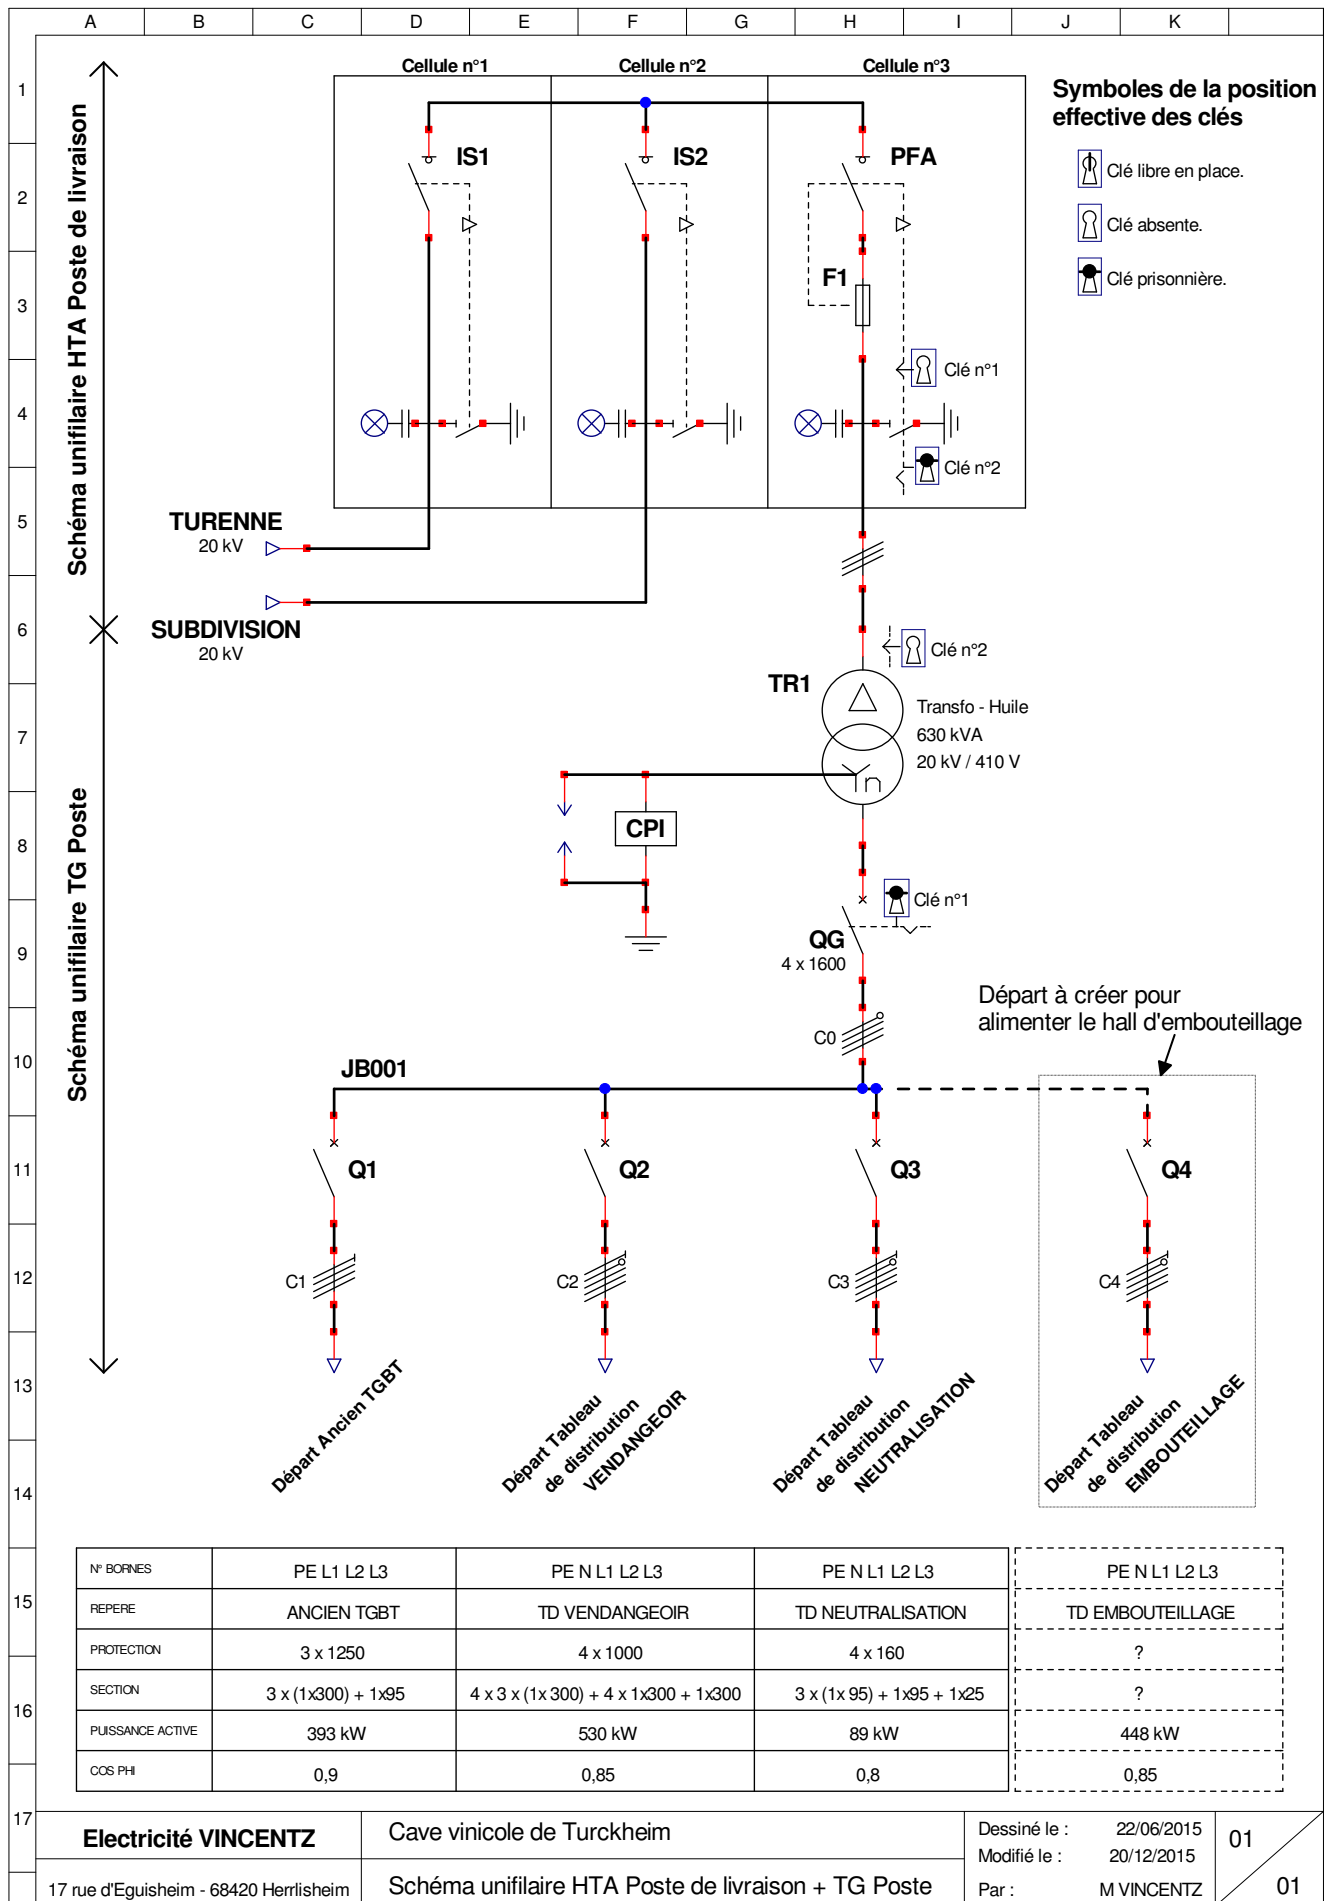 A B C D E F G H I J K
1
2
3
4
5
6
7
8
9
10
11
12
13
14
15
16
17
Schéma unifilaire HTA Poste de livraison
Schéma unifilaire TG Poste
Cellule n°1
Cellule n°2
Cellule n°3
Symboles de la position
effective des clés
Clé libre en place.
Clé absente.
Clé prisonnière.
IS1
IS2
PFA
F1
Clé n°1
Clé n°2
TURENNE
20 kV
SUBDIVISION
20 kV
Clé n°2
TR1
Transfo - Huile
630 kVA
20 kV / 410 V
Yn
CPI
Clé n°1
QG
4 x 1600
Départ à créer pour
alimenter le hall d'embouteillage
C0
JB001
Q1
Q2
Q3
Q4
C1
C2
C3
C4
Départ Ancien TGBT
Départ Tableau
de distribution
VENDANGEOIR
Départ Tableau
de distribution
NEUTRALISATION
Départ Tableau
de distribution
EMBOUTEILLAGE
N° BORNES PE L1 L2 L3 PE N L1 L2 L3 PE N L1 L2 L3 PE N L1 L2 L3
REPERE ANCIEN TGBT TD VENDANGEOIR TD NEUTRALISATION TD EMBOUTEILLAGE
PROTECTION 3 x 1250 4 x 1000 4 x 160 ?
SECTION 3 x (1x300) + 1x95 4 x 3 x (1x 300) + 4 x 1x300 + 1x300 3 x (1x 95) + 1x95 + 1x25 ?
PUISSANCE ACTIVE 393 kW 530 kW 89 kW 448 kW
COS PHI 0,9 0,85 0,8 0,85
Electricité VINCENTZ
17 rue d'Eguisheim - 68420 Herrlisheim
Cave vinicole de Turckheim
Schéma unifilaire HTA Poste de livraison + TG Poste
Dessiné le : 22/06/2015
Modifié le : 20/12/2015
Par : M VINCENTZ
01
01